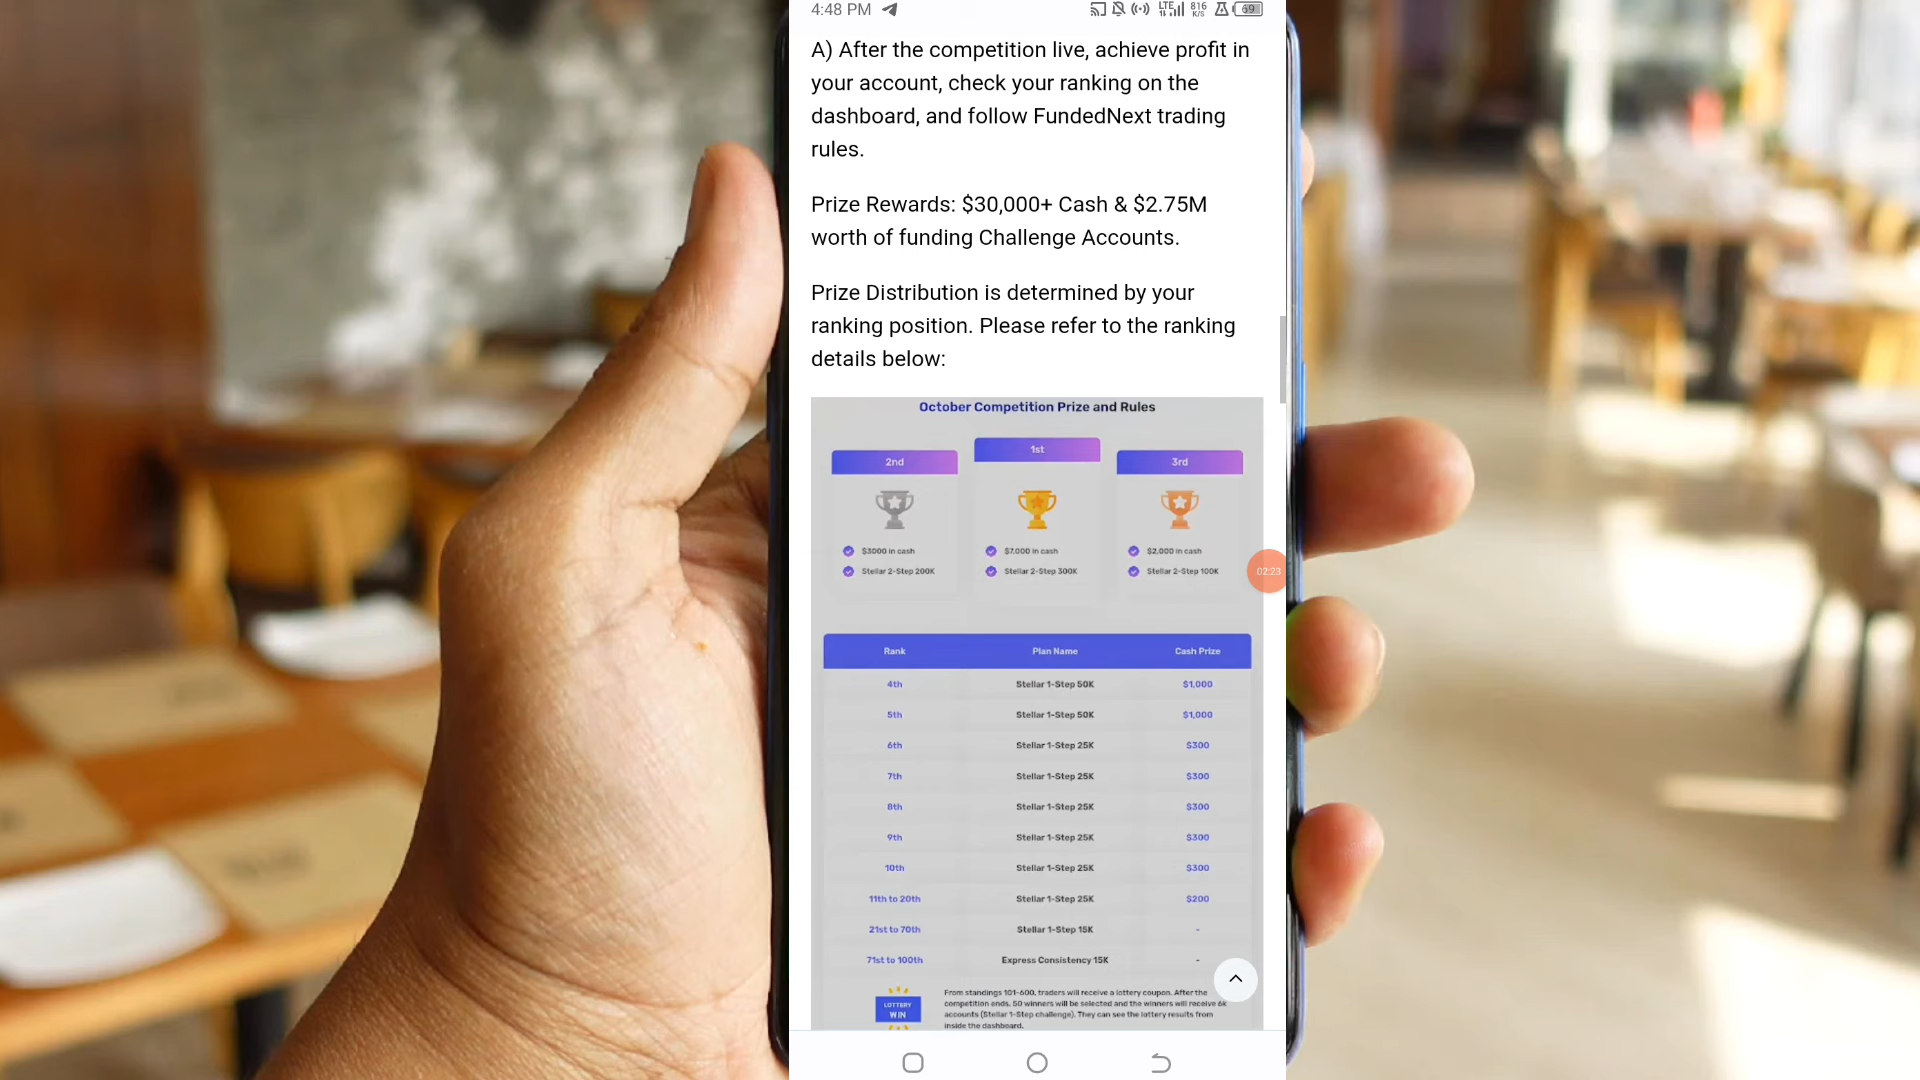 4:48 PM
LTE
816
K/S
69
A) After the competition live, achieve profit in
your account, check your ranking on the
dashboard, and follow FundedNext trading
rules.
Prize Rewards: $30,000+ Cash & $2.75M
worth of funding Challenge Accounts.
Prize Distribution is determined by your
ranking position. Please refer to the ranking
details below:
October Competition Prize and Rules
2nd
1st
3rd
$3000 in cash
$7,000 in cash
$2,000 in cash
Stellar 2-Step 200K
Stellar 2-Step 300K
Stellar 2-Step 100K
02:23
Rank Plan Name Cash Prize
4th Stellar 1-Step 50K $1,000
5th Stellar 1-Step 50K $1,000
6th Stellar 1-Step 25K $300
7th Stellar 1-Step 25K $300
8th Stellar 1-Step 25K $300
9th Stellar 1-Step 25K $300
10th Stellar 1-Step 25K $300
11th to 20th Stellar 1-Step 25K $200
21st to 70th Stellar 1-Step 15K -
71st to 100th Express Consistency 15K -
LOTTERY
WIN
From standings 101-600, traders will receive a lottery coupon. After the
competition ends, 50 winners will be selected and the winners will receive 6k
accounts (Stellar 1-Step challenge). They can see the lottery results from
inside the dashboard.